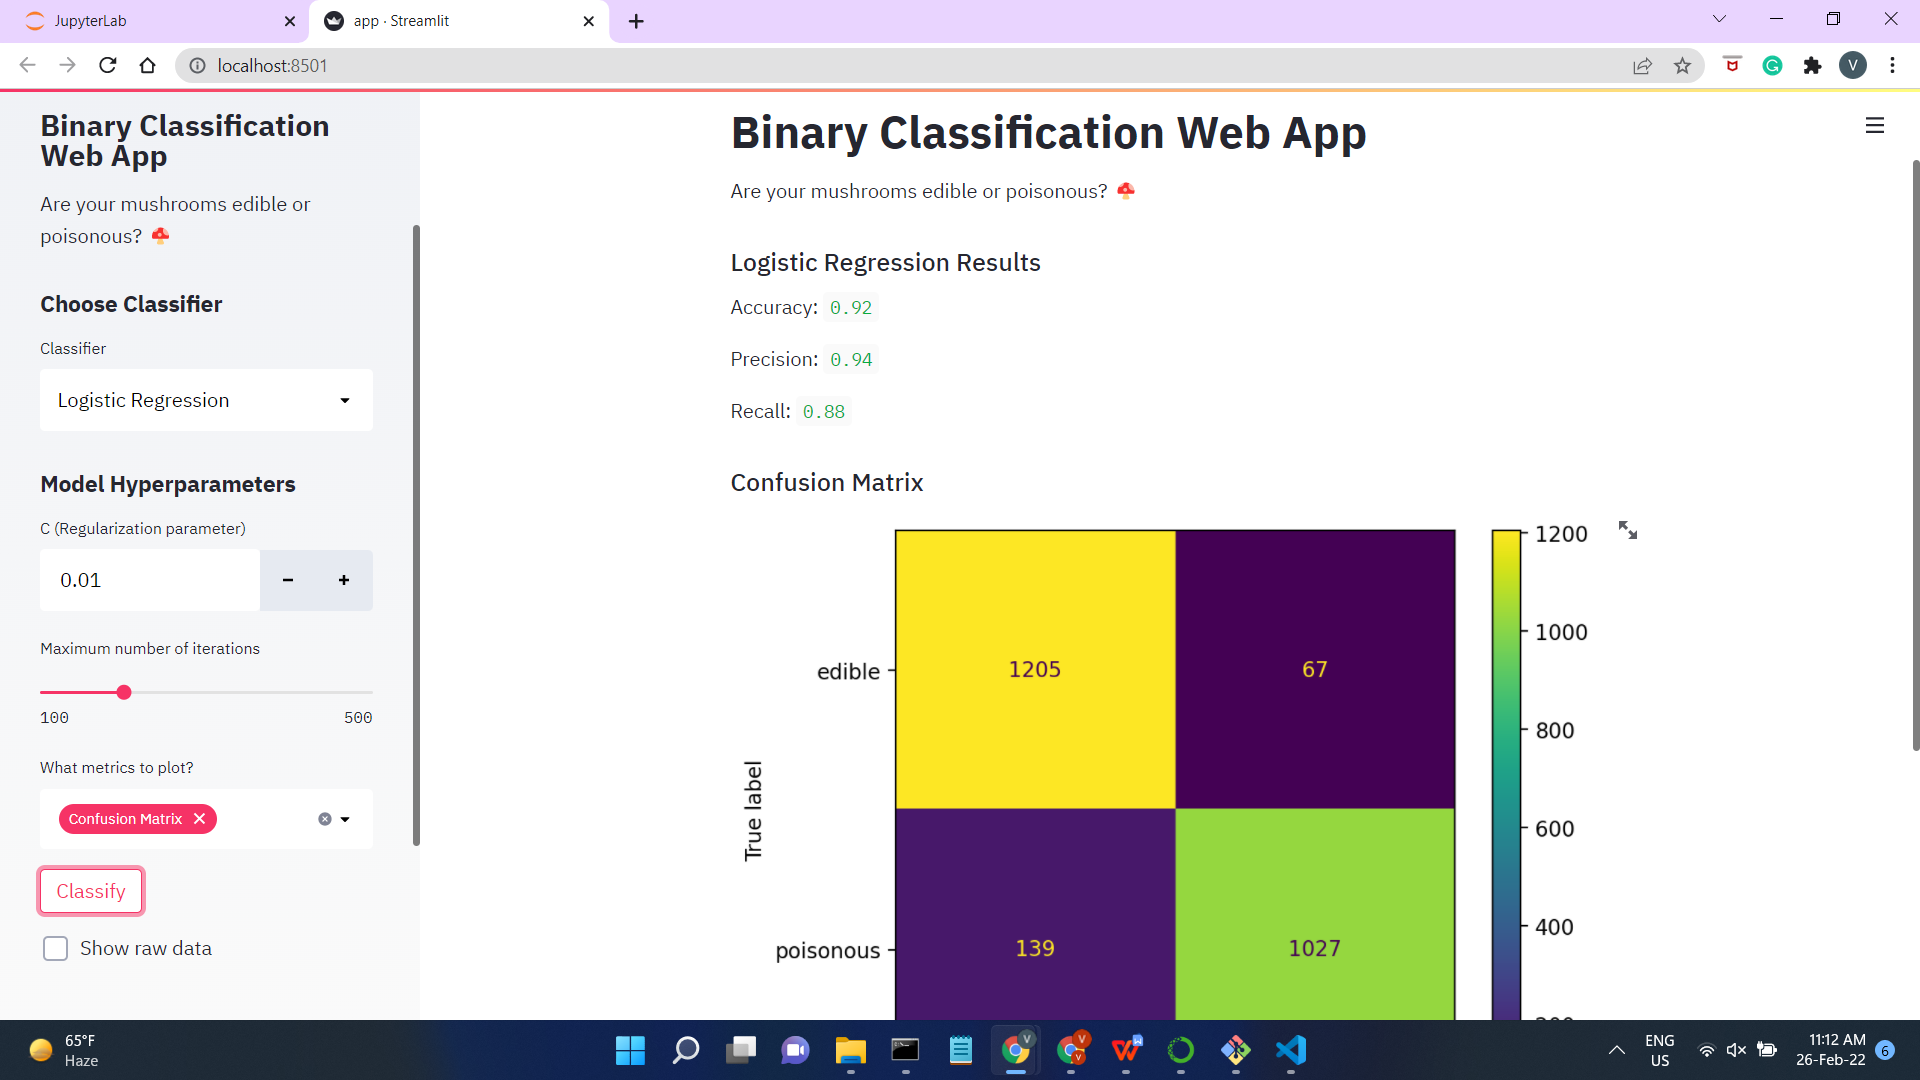 JupyterLab
app · Streamlit
localhost:8501
V
Binary Classification
Web App
Are your mushrooms edible or
poisonous? 🍄
Choose Classifier
Classifier
Logistic Regression
Model Hyperparameters
C (Regularization parameter)
0.01
Maximum number of iterations
100
500
What metrics to plot?
Confusion Matrix
Classify
Show raw data
Binary Classification Web App
Are your mushrooms edible or poisonous? 🍄
Logistic Regression Results
Accuracy: 0.92
Precision: 0.94
Recall: 0.88
Confusion Matrix
1200
1000
800
600
400
edible
1205
67
True label
poisonous
139
1027
65°F
Haze
V
V
V
ENG
US
11:12 AM
26-Feb-22
6